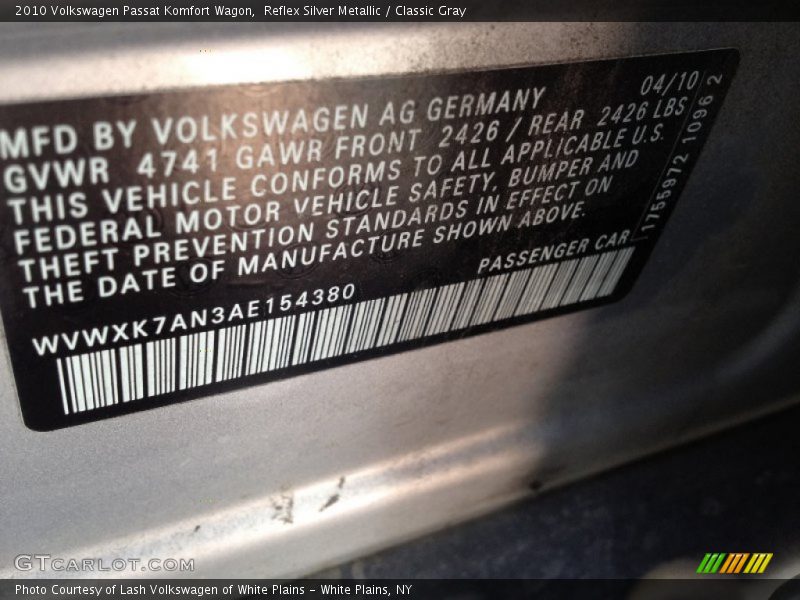 2010 Volkswagen Passat Komfort Wagon,  Reflex Silver Metallic / Classic Gray
04/10
MFD BY VOLKSWAGEN AG GERMANY
GVWR 4741 GAWR FRONT 2426 / REAR 2426 LBS
THIS VEHICLE CONFORMS TO ALL APPLICABLE U.S.
FEDERAL MOTOR VEHICLE SAFETY, BUMPER AND
THEFT PREVENTION STANDARDS IN EFFECT ON
THE DATE OF MANUFACTURE SHOWN ABOVE.
WVWXK7AN3AE154380
PASSENGER CAR
1756972 10962
GTCARLOT.COM
Photo Courtesy of Lash Volkswagen of White Plains - White Plains, NY